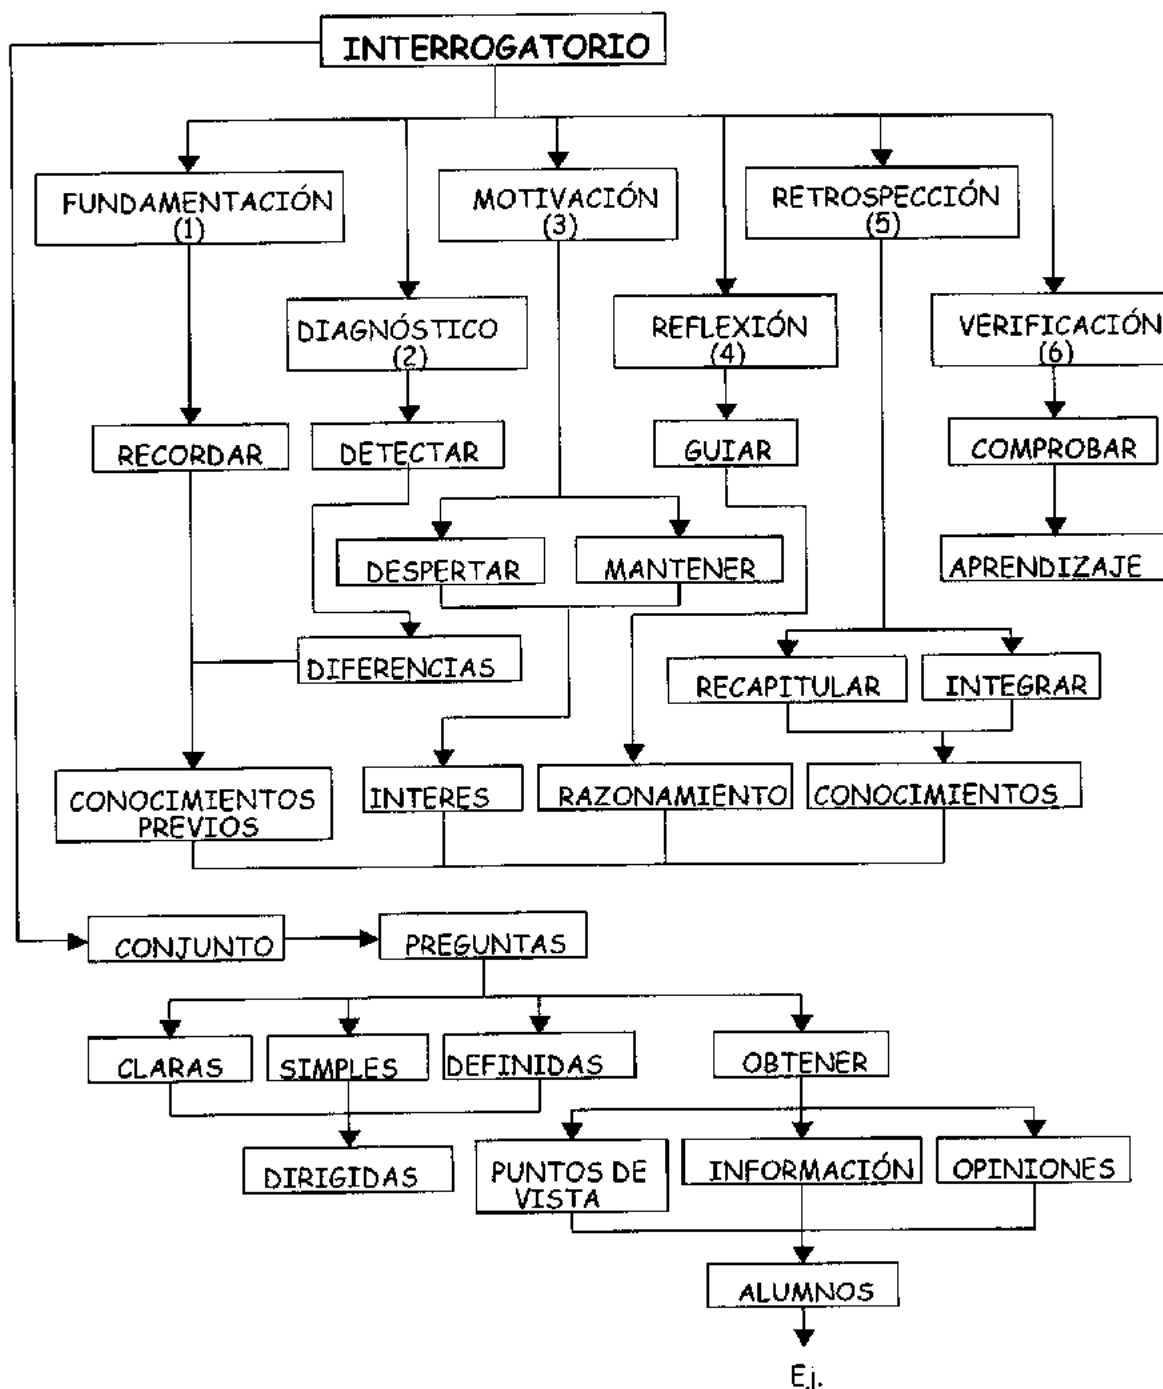 INTERROGATORIO
FUNDAMENTACIÓN
(1)
MOTIVACIÓN
(3)
RETROSPECCIÓN
(5)
DIAGNÓSTICO
(2)
REFLEXIÓN
(4)
VERIFICACIÓN
(6)
RECORDAR
DETECTAR
GUIAR
COMPROBAR
DESPERTAR
MANTENER
APRENDIZAJE
DIFERENCIAS
RECAPITULAR
INTEGRAR
CONOCIMIENTOS
PREVIOS
INTERES
RAZONAMIENTO
CONOCIMIENTOS
CONJUNTO
PREGUNTAS
CLARAS
SIMPLES
DEFINIDAS
OBTENER
DIRIGIDAS
PUNTOS DE
VISTA
INFORMACIÓN
OPINIONES
ALUMNOS
Ej.